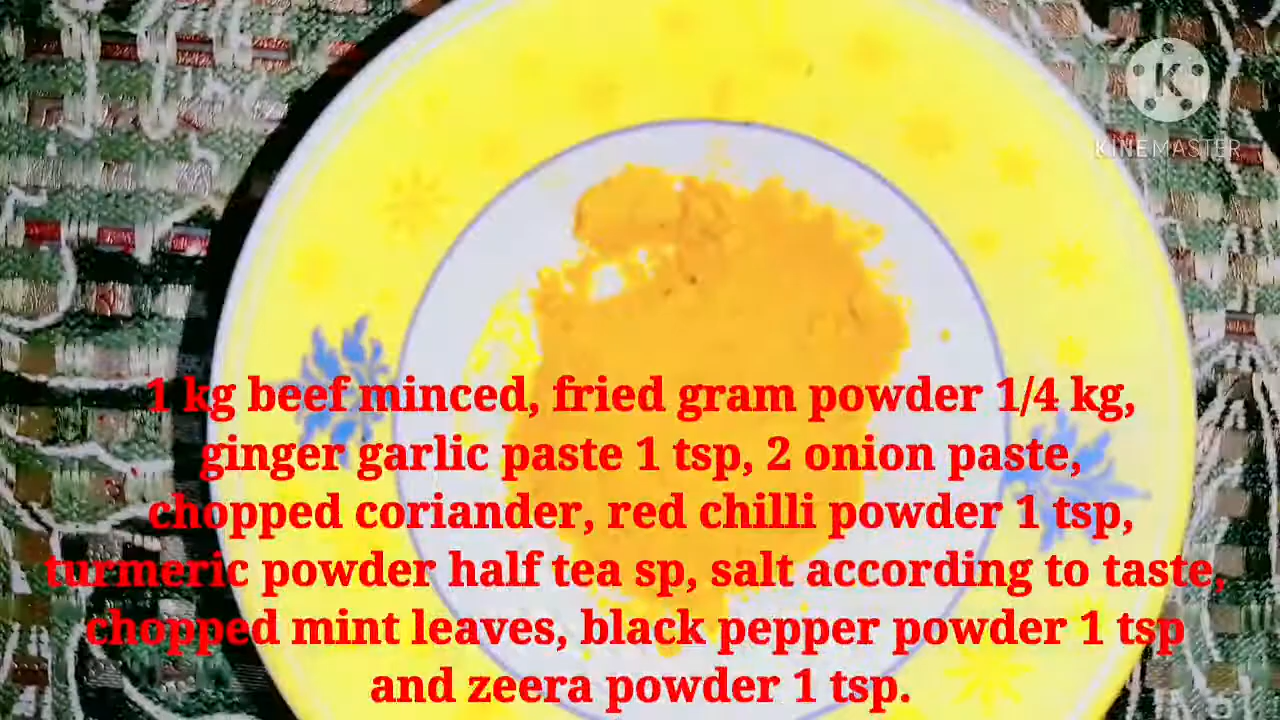 K
KINEMASTER
1 kg beef minced, fried gram powder 1/4 kg,
ginger garlic paste 1 tsp, 2 onion paste,
chopped coriander, red chilli powder 1 tsp,
turmeric powder half tea sp, salt according to taste,
chopped mint leaves, black pepper powder 1 tsp
and zeera powder 1 tsp.